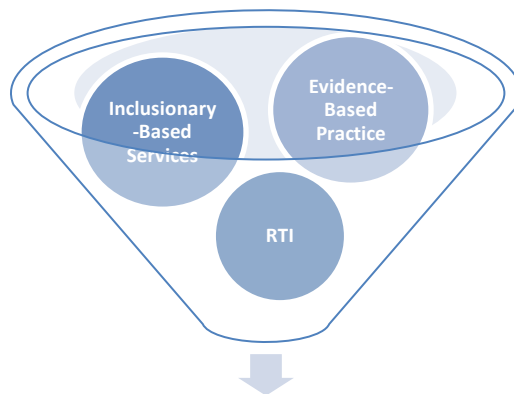 Inclusionary
-Based
Services
Evidence-
Based
Practice
RTI